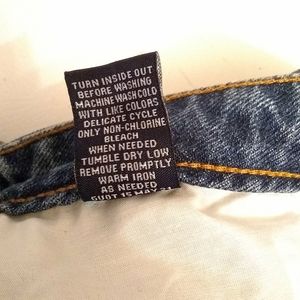 TURN INSIDE OUT
BEFORE WASHING
MACHINE WASH COLD
WITH LIKE COLORS
DELICATE CYCLE
ONLY NON-CHLORINE
BLEACH
WHEN NEEDED
TUMBLE DRY LOW
REMOVE PROMPTLY
WARM IRON
AS NEEDED